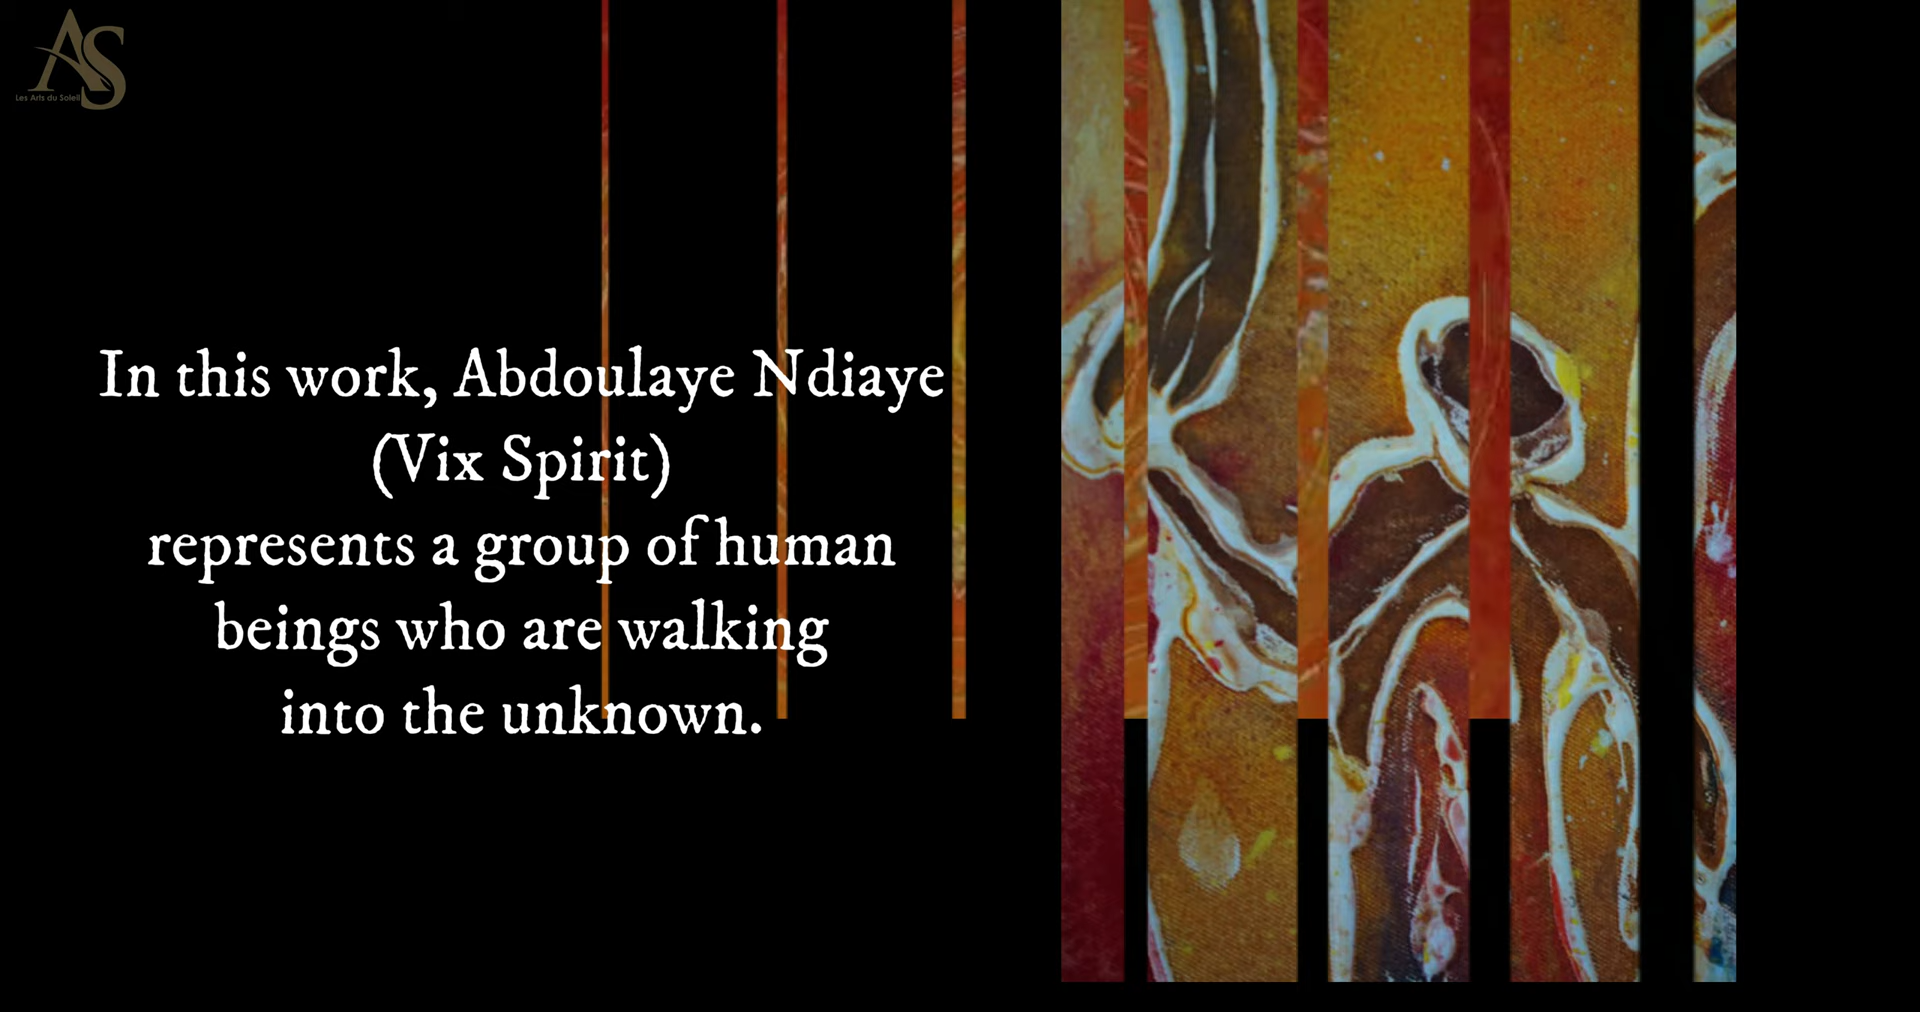 AS
Les Arts du Soleil
In this work, Abdoulaye Ndiaye
(Vix Spirit)
represents a group of human
beings who are walking
into the unknown.